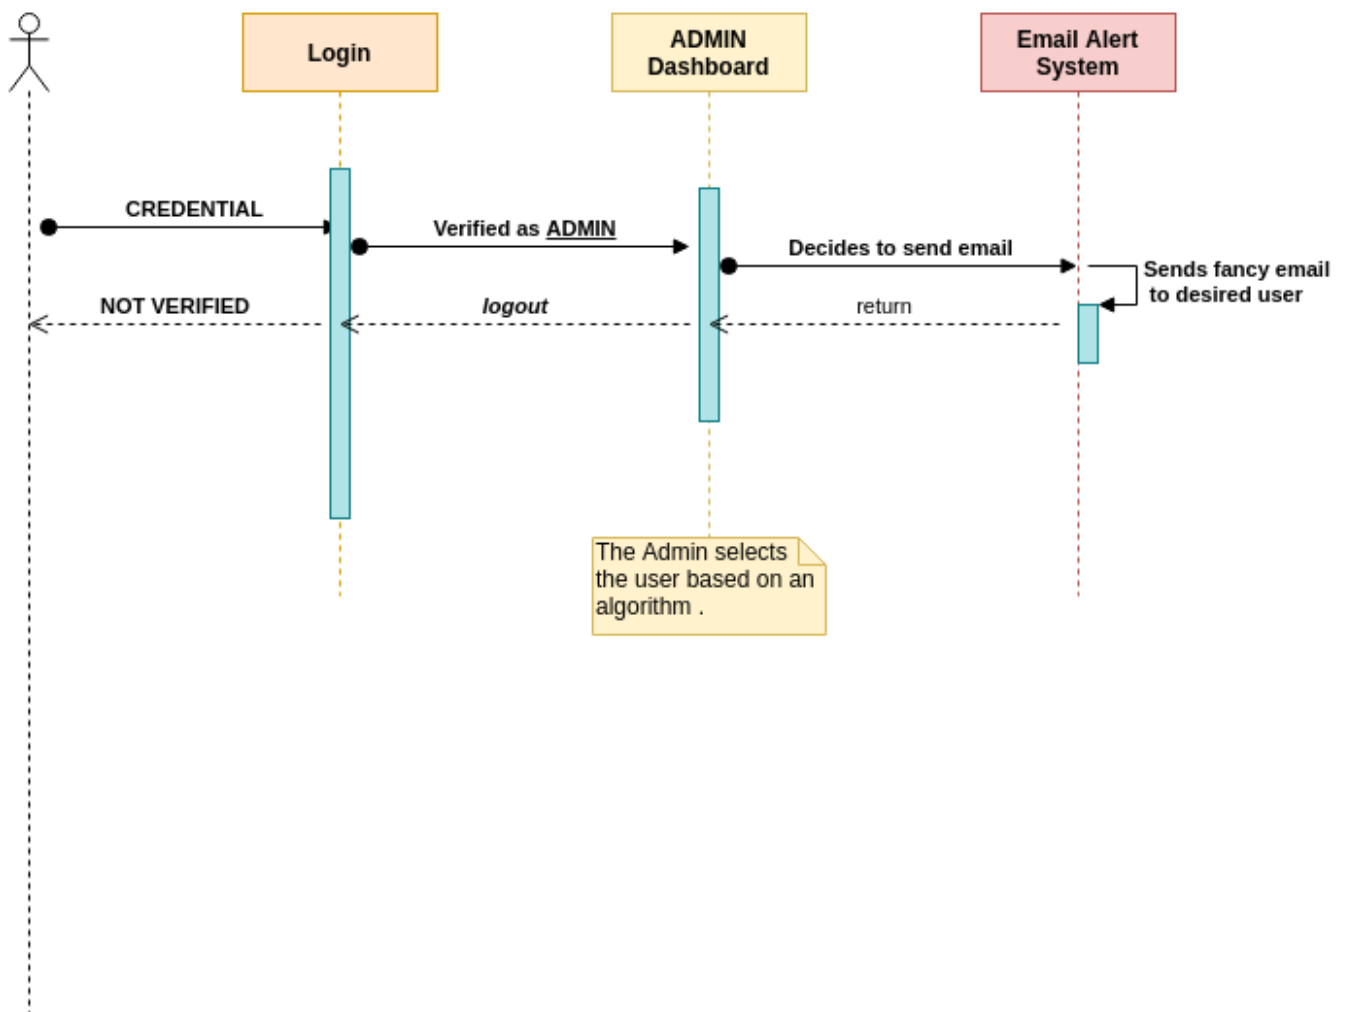 Login
ADMIN
Dashboard
Email Alert
System
CREDENTIAL
Verified as ADMIN
Decides to send email
Sends fancy email
to desired user
NOT VERIFIED
logout
return
The Admin selects
the user based on an
algorithm .